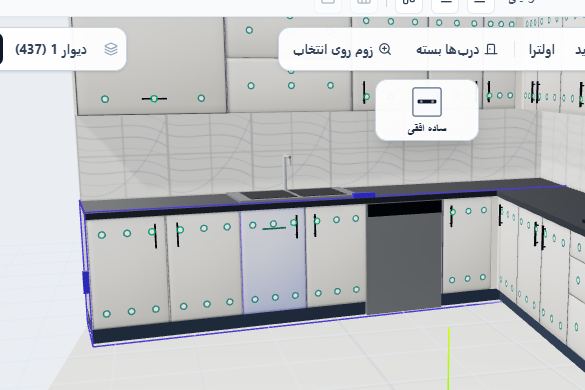 دیوار 1 (437)
زوم روی انتخاب
درب‌ها بسته
اولترا
ساده افقی